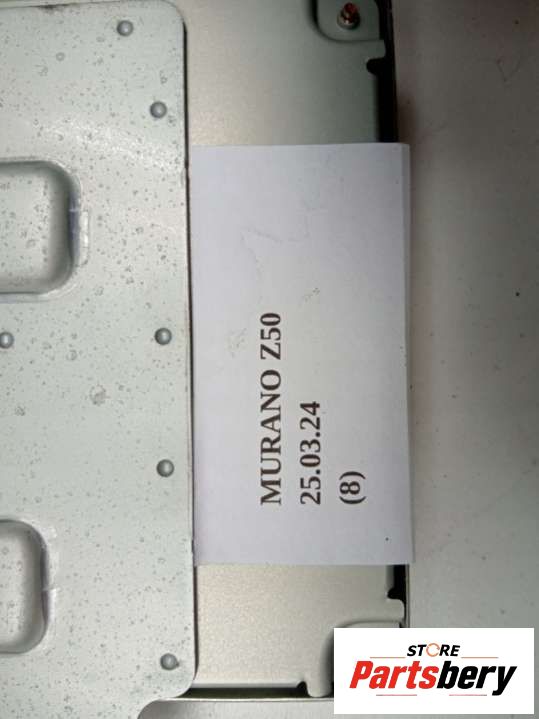 MURANO Z50
25.03.24
(8)
STORE
Partsbery